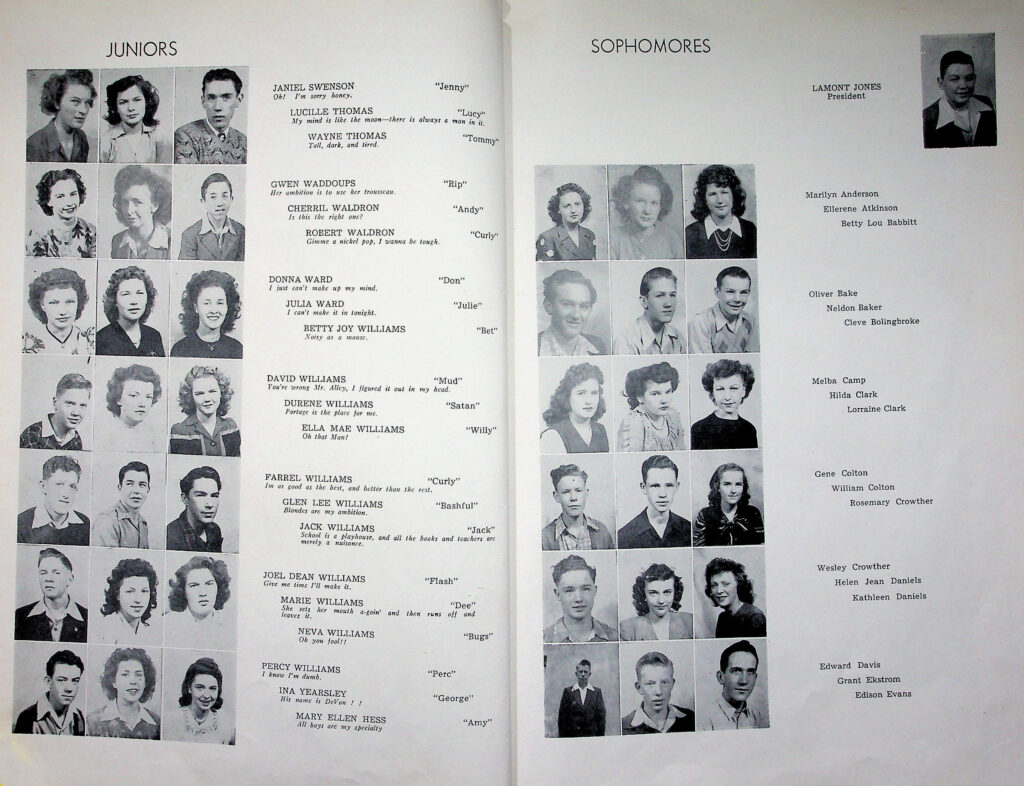 JUNIORS
JANIEL SWENSON "Jenny"
Oh! I'm sorry honey.
LUCILLE THOMAS "Lucy"
My mind is like the moon—there is always a man in it.
WAYNE THOMAS "Tommy"
Tall, dark, and tired.
GWEN WADDOUPS "Rip"
Her ambition is to use her trousseau.
CHERRIL WALDRON "Andy"
Is this the right one?
ROBERT WALDRON "Curly"
Gimme a nickel pop, I wanna be tough.
DONNA WARD "Don"
I just can't make up my mind.
JULIA WARD "Julie"
I can't make it in tonight.
BETTY JOY WILLIAMS "Bet"
Noisy as a mouse.
DAVID WILLIAMS "Mud"
You're wrong Mr. Alley, I figured it out in my head.
DURENE WILLIAMS "Satan"
Portage is the place for me.
ELLA MAE WILLIAMS "Willy"
Oh that Man!
FARREL WILLIAMS "Curly"
Im as good as the best, and better than the rest.
GLEN LEE WILLIAMS "Bashful"
Blondes are my ambition.
JACK WILLIAMS "Jack"
School is a playhouse, and all the books and teachers are
merely a nuisance.
JOEL DEAN WILLIAMS "Flash"
Give me time I'll make it.
MARIE WILLIAMS "Dee"
She sets her mouth a-goin' and then runs off and
leaves it.
NEVA WILLIAMS "Bugs"
Oh you fool!!
PERCY WILLIAMS "Perc"
I know I'm dumb.
INA YEARSLEY "George"
His name is DeVon ! !
MARY ELLEN HESS "Amy"
All boys are my specialty
SOPHOMORES
LAMONT JONES
President
Marilyn Anderson
Ellerene Atkinson
Betty Lou Babbitt
Oliver Bake
Neldon Baker
Cleve Bolingbroke
Melba Camp
Hilda Clark
Lorraine Clark
Gene Colton
William Colton
Rosemary Crowther
Wesley Crowther
Helen Jean Daniels
Kathleen Daniels
Edward Davis
Grant Ekstrom
Edison Evans